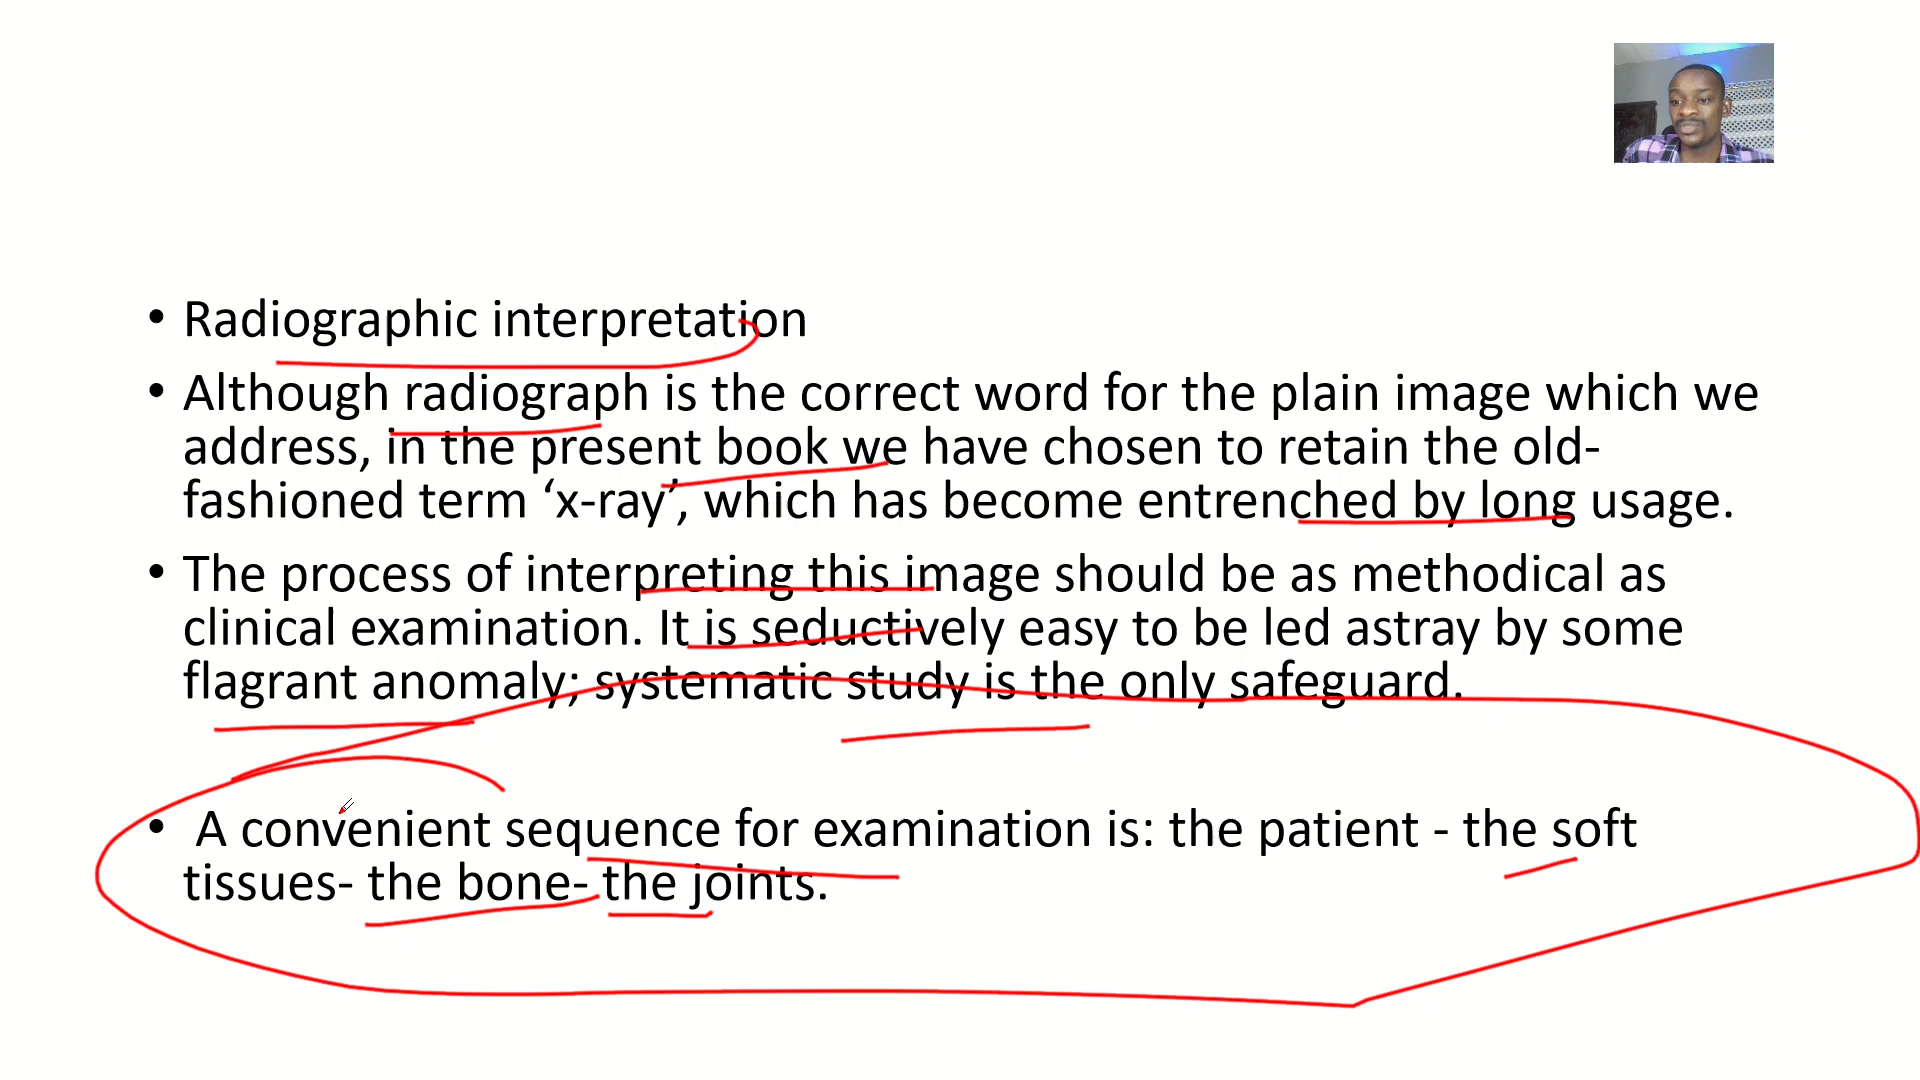 • Radiographic interpretation
• Although radiograph is the correct word for the plain image which we
address, in the present book we have chosen to retain the old-
fashioned term ‘x-ray’, which has become entrenched by long usage.
• The process of interpreting this image should be as methodical as
clinical examination. It is seductively easy to be led astray by some
flagrant anomaly; systematic study is the only safeguard.
• A convenient sequence for examination is: the patient - the soft
tissues- the bone- the joints.